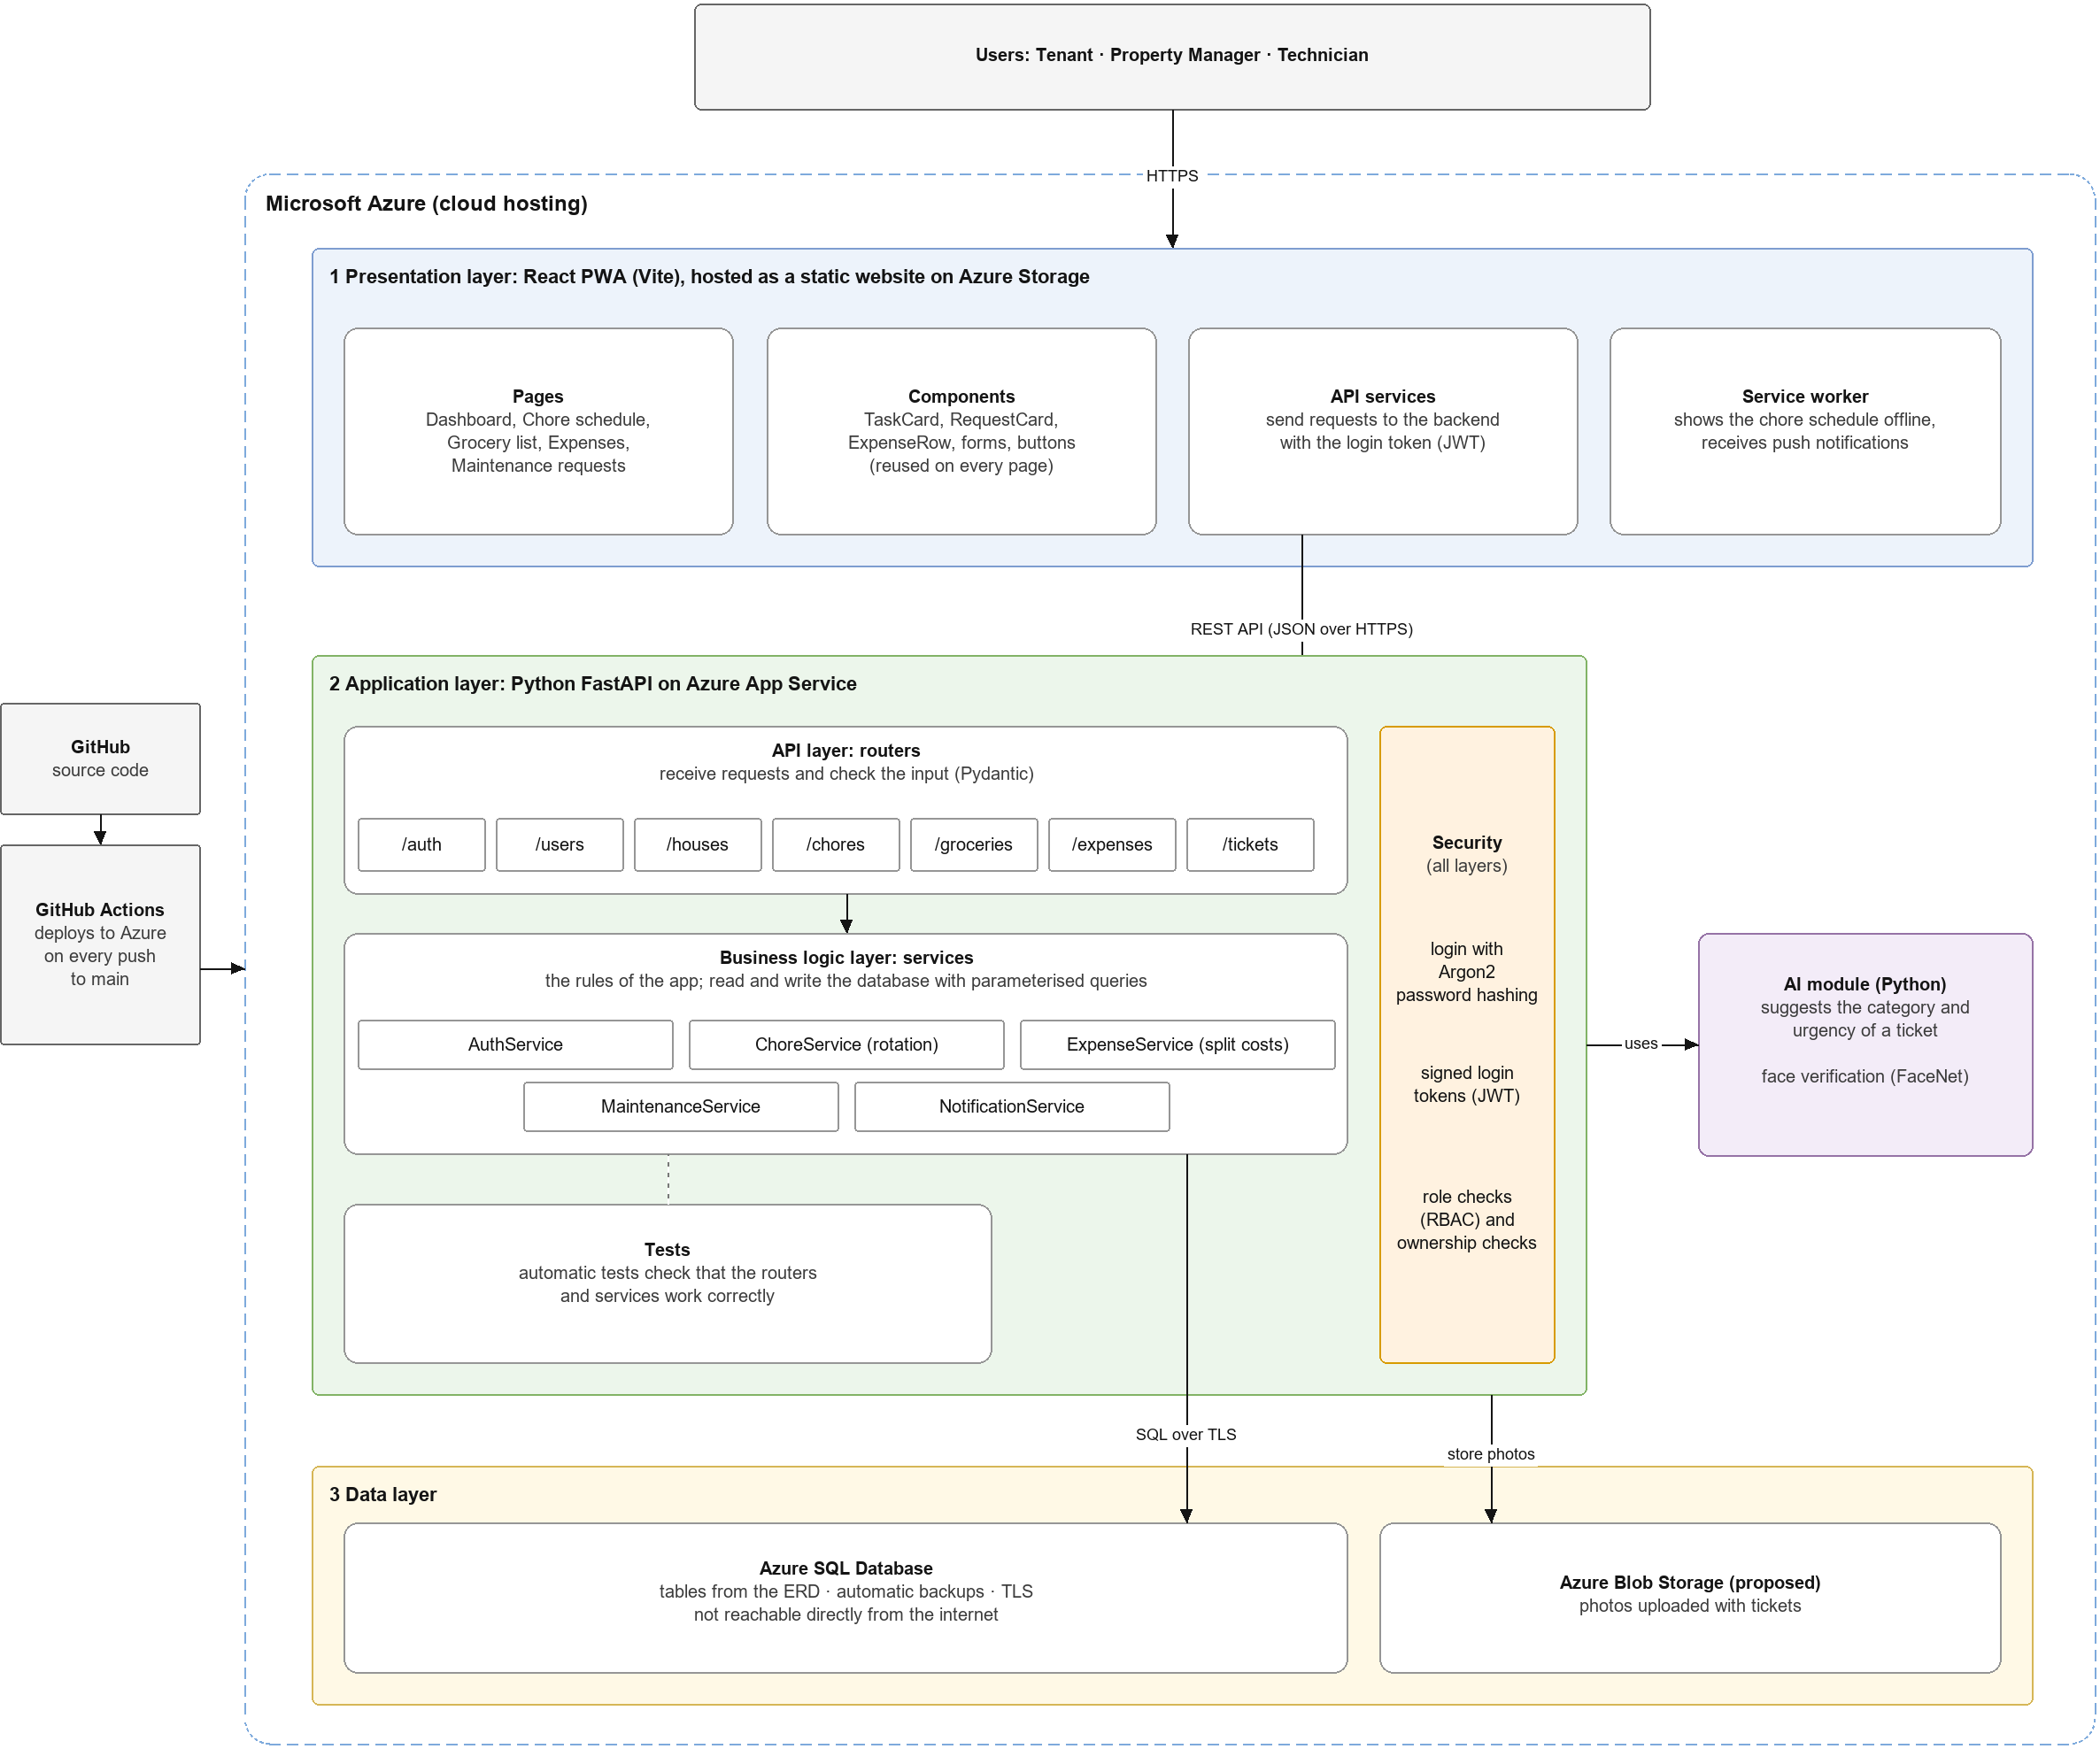 Users: Tenant · Property Manager · Technician
HTTPS
Microsoft Azure (cloud hosting)
1 Presentation layer: React PWA (Vite), hosted as a static website on Azure Storage
Pages
Dashboard, Chore schedule,
Grocery list, Expenses,
Maintenance requests
Components
TaskCard, RequestCard,
ExpenseRow, forms, buttons
(reused on every page)
API services
send requests to the backend
with the login token (JWT)
Service worker
shows the chore schedule offline,
receives push notifications
REST API (JSON over HTTPS)
GitHub
source code
GitHub Actions
deploys to Azure
on every push
to main
2 Application layer: Python FastAPI on Azure App Service
API layer: routers
receive requests and check the input (Pydantic)
/auth
/users
/houses
/chores
/groceries
/expenses
/tickets
Business logic layer: services
the rules of the app; read and write the database with parameterised queries
AuthService
ChoreService (rotation)
ExpenseService (split costs)
MaintenanceService
NotificationService
Tests
automatic tests check that the routers
and services work correctly
Security
(all layers)
login with
Argon2
password hashing
signed login
tokens (JWT)
role checks
(RBAC) and
ownership checks
uses
AI module (Python)
suggests the category and
urgency of a ticket
face verification (FaceNet)
SQL over TLS
store photos
3 Data layer
Azure SQL Database
tables from the ERD · automatic backups · TLS
not reachable directly from the internet
Azure Blob Storage (proposed)
photos uploaded with tickets